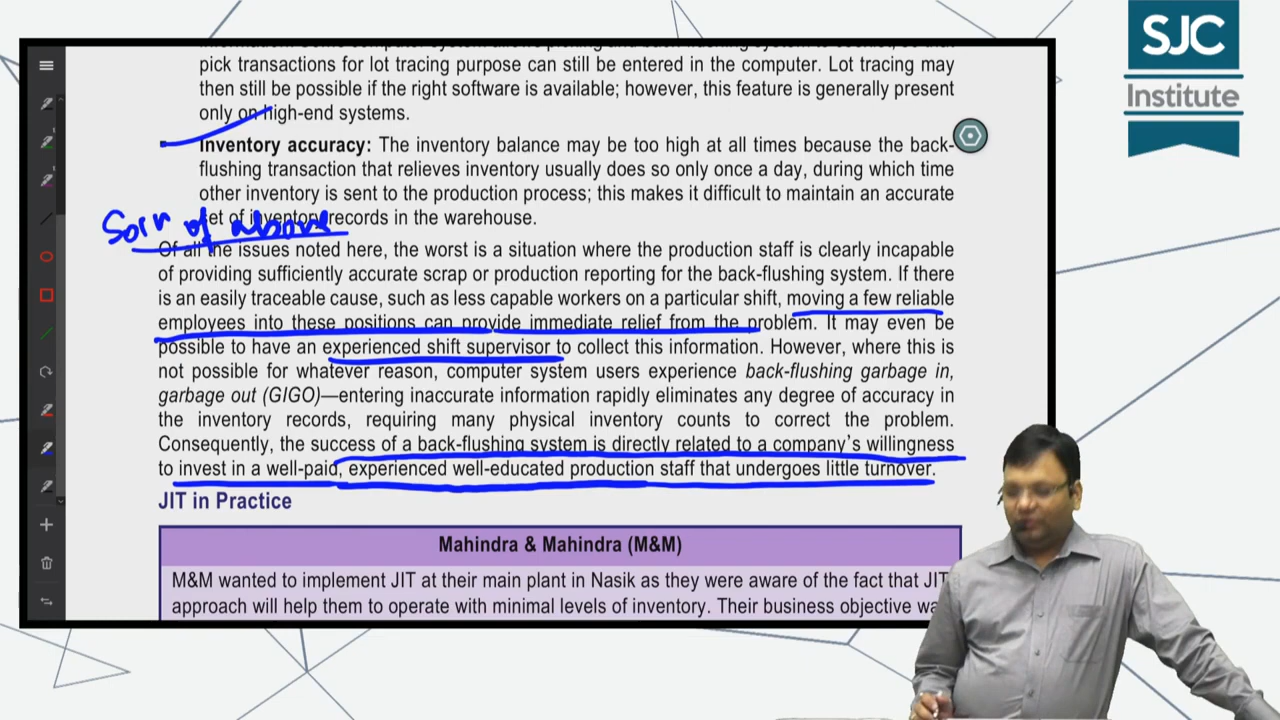 pick transactions for lot tracing purpose can still be entered in the computer. Lot tracing may
then still be possible if the right software is available; however, this feature is generally present
only on high-end systems.
Inventory accuracy: The inventory balance may be too high at all times because the back-
flushing transaction that relieves inventory usually does so only once a day, during which time
other inventory is sent to the production process; this makes it difficult to maintain an accurate
set of inventory records in the warehouse.
of above
Of all the issues noted here, the worst is a situation where the production staff is clearly incapable
of providing sufficiently accurate scrap or production reporting for the back-flushing system. If there
is an easily traceable cause, such as less capable workers on a particular shift, moving a few reliable
employees into these positions can provide immediate relief from the problem. It may even be
possible to have an experienced shift supervisor to collect this information. However, where this is
not possible for whatever reason, computer system users experience back-flushing garbage in,
garbage out (GIGO)—entering inaccurate information rapidly eliminates any degree of accuracy in
the inventory records, requiring many physical inventory counts to correct the problem.
Consequently, the success of a back-flushing system is directly related to a company's willingness
to invest in a well-paid, experienced well-educated production staff that undergoes little turnover.
JIT in Practice
Mahindra & Mahindra (M&M)
M&M wanted to implement JIT at their main plant in Nasik as they were aware of the fact that JIT
approach will help them to operate with minimal levels of inventory. Their business objective
SJC
Institute